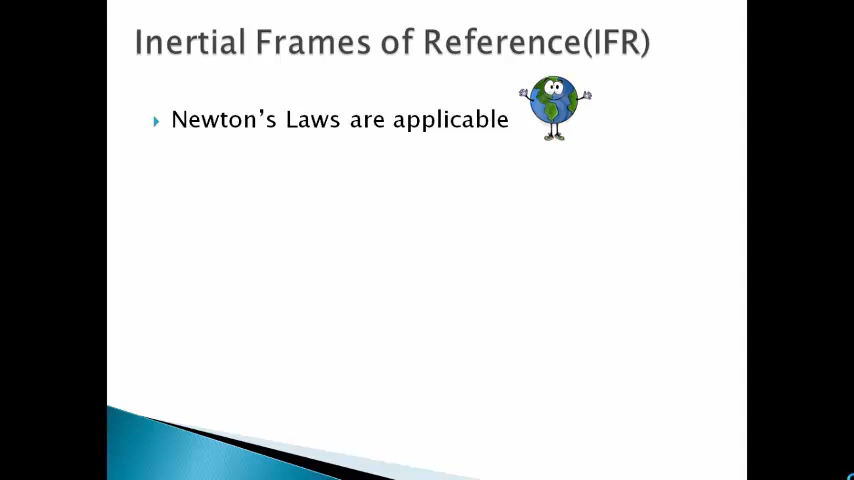 Inertial Frames of Reference(IFR)
Newton's Laws are applicable